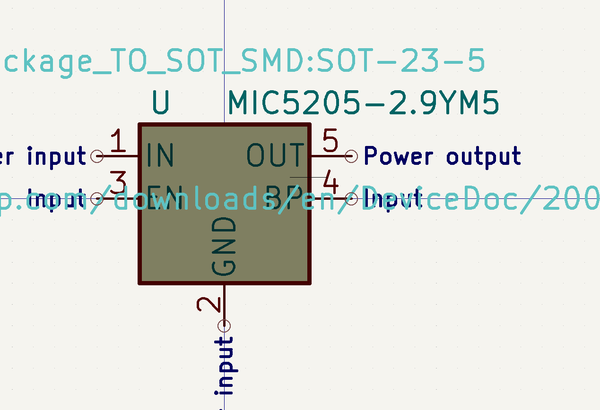 ckage_TO_SOT_SMD:SOT-23-5
U MIC5205-2.9YM5
er input 1 IN OUT 5 Power output
Input 3 EN BP 4 Input
p.com/downloads/en/DeviceDoc/200
GND
2
input